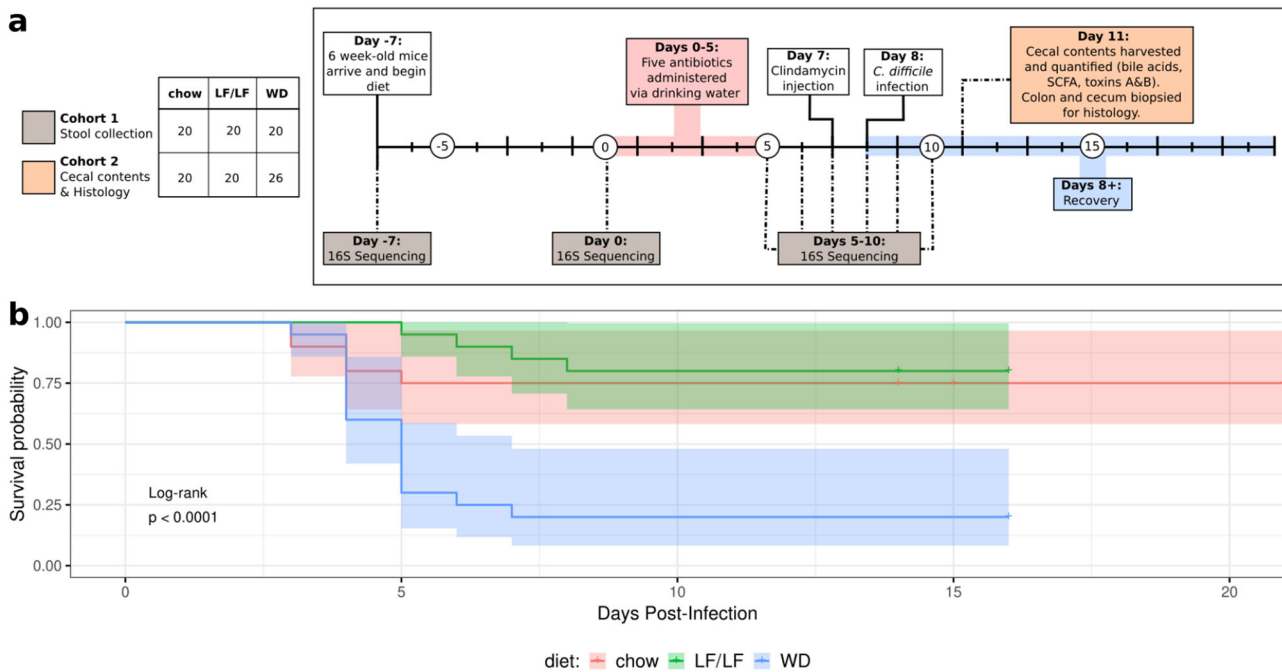 a
Day -7:
6 week-old mice
arrive and begin
diet
Days 0-5:
Five antibiotics
administered
via drinking water
Day 7:
Clindamycin
injection
Day 8:
C. difficile
infection
Day 11:
Cecal contents harvested
and quantified (bile acids,
SCFA, toxins A&B).
Colon and cecum biopsied
for histology.
chow LF/LF WD
Cohort 1
Stool collection
20 20 20
Cohort 2
Cecal contents
& Histology
20 20 26
-5 0 5 10 15
Days 8+:
Recovery
Day -7:
16S Sequencing
Day 0:
16S Sequencing
Days 5-10:
16S Sequencing
b
Survival probability
1.00
0.75
0.50
0.25
0.00
Log-rank
p < 0.0001
0 5 10 15 20
Days Post-Infection
diet: chow LF/LF WD